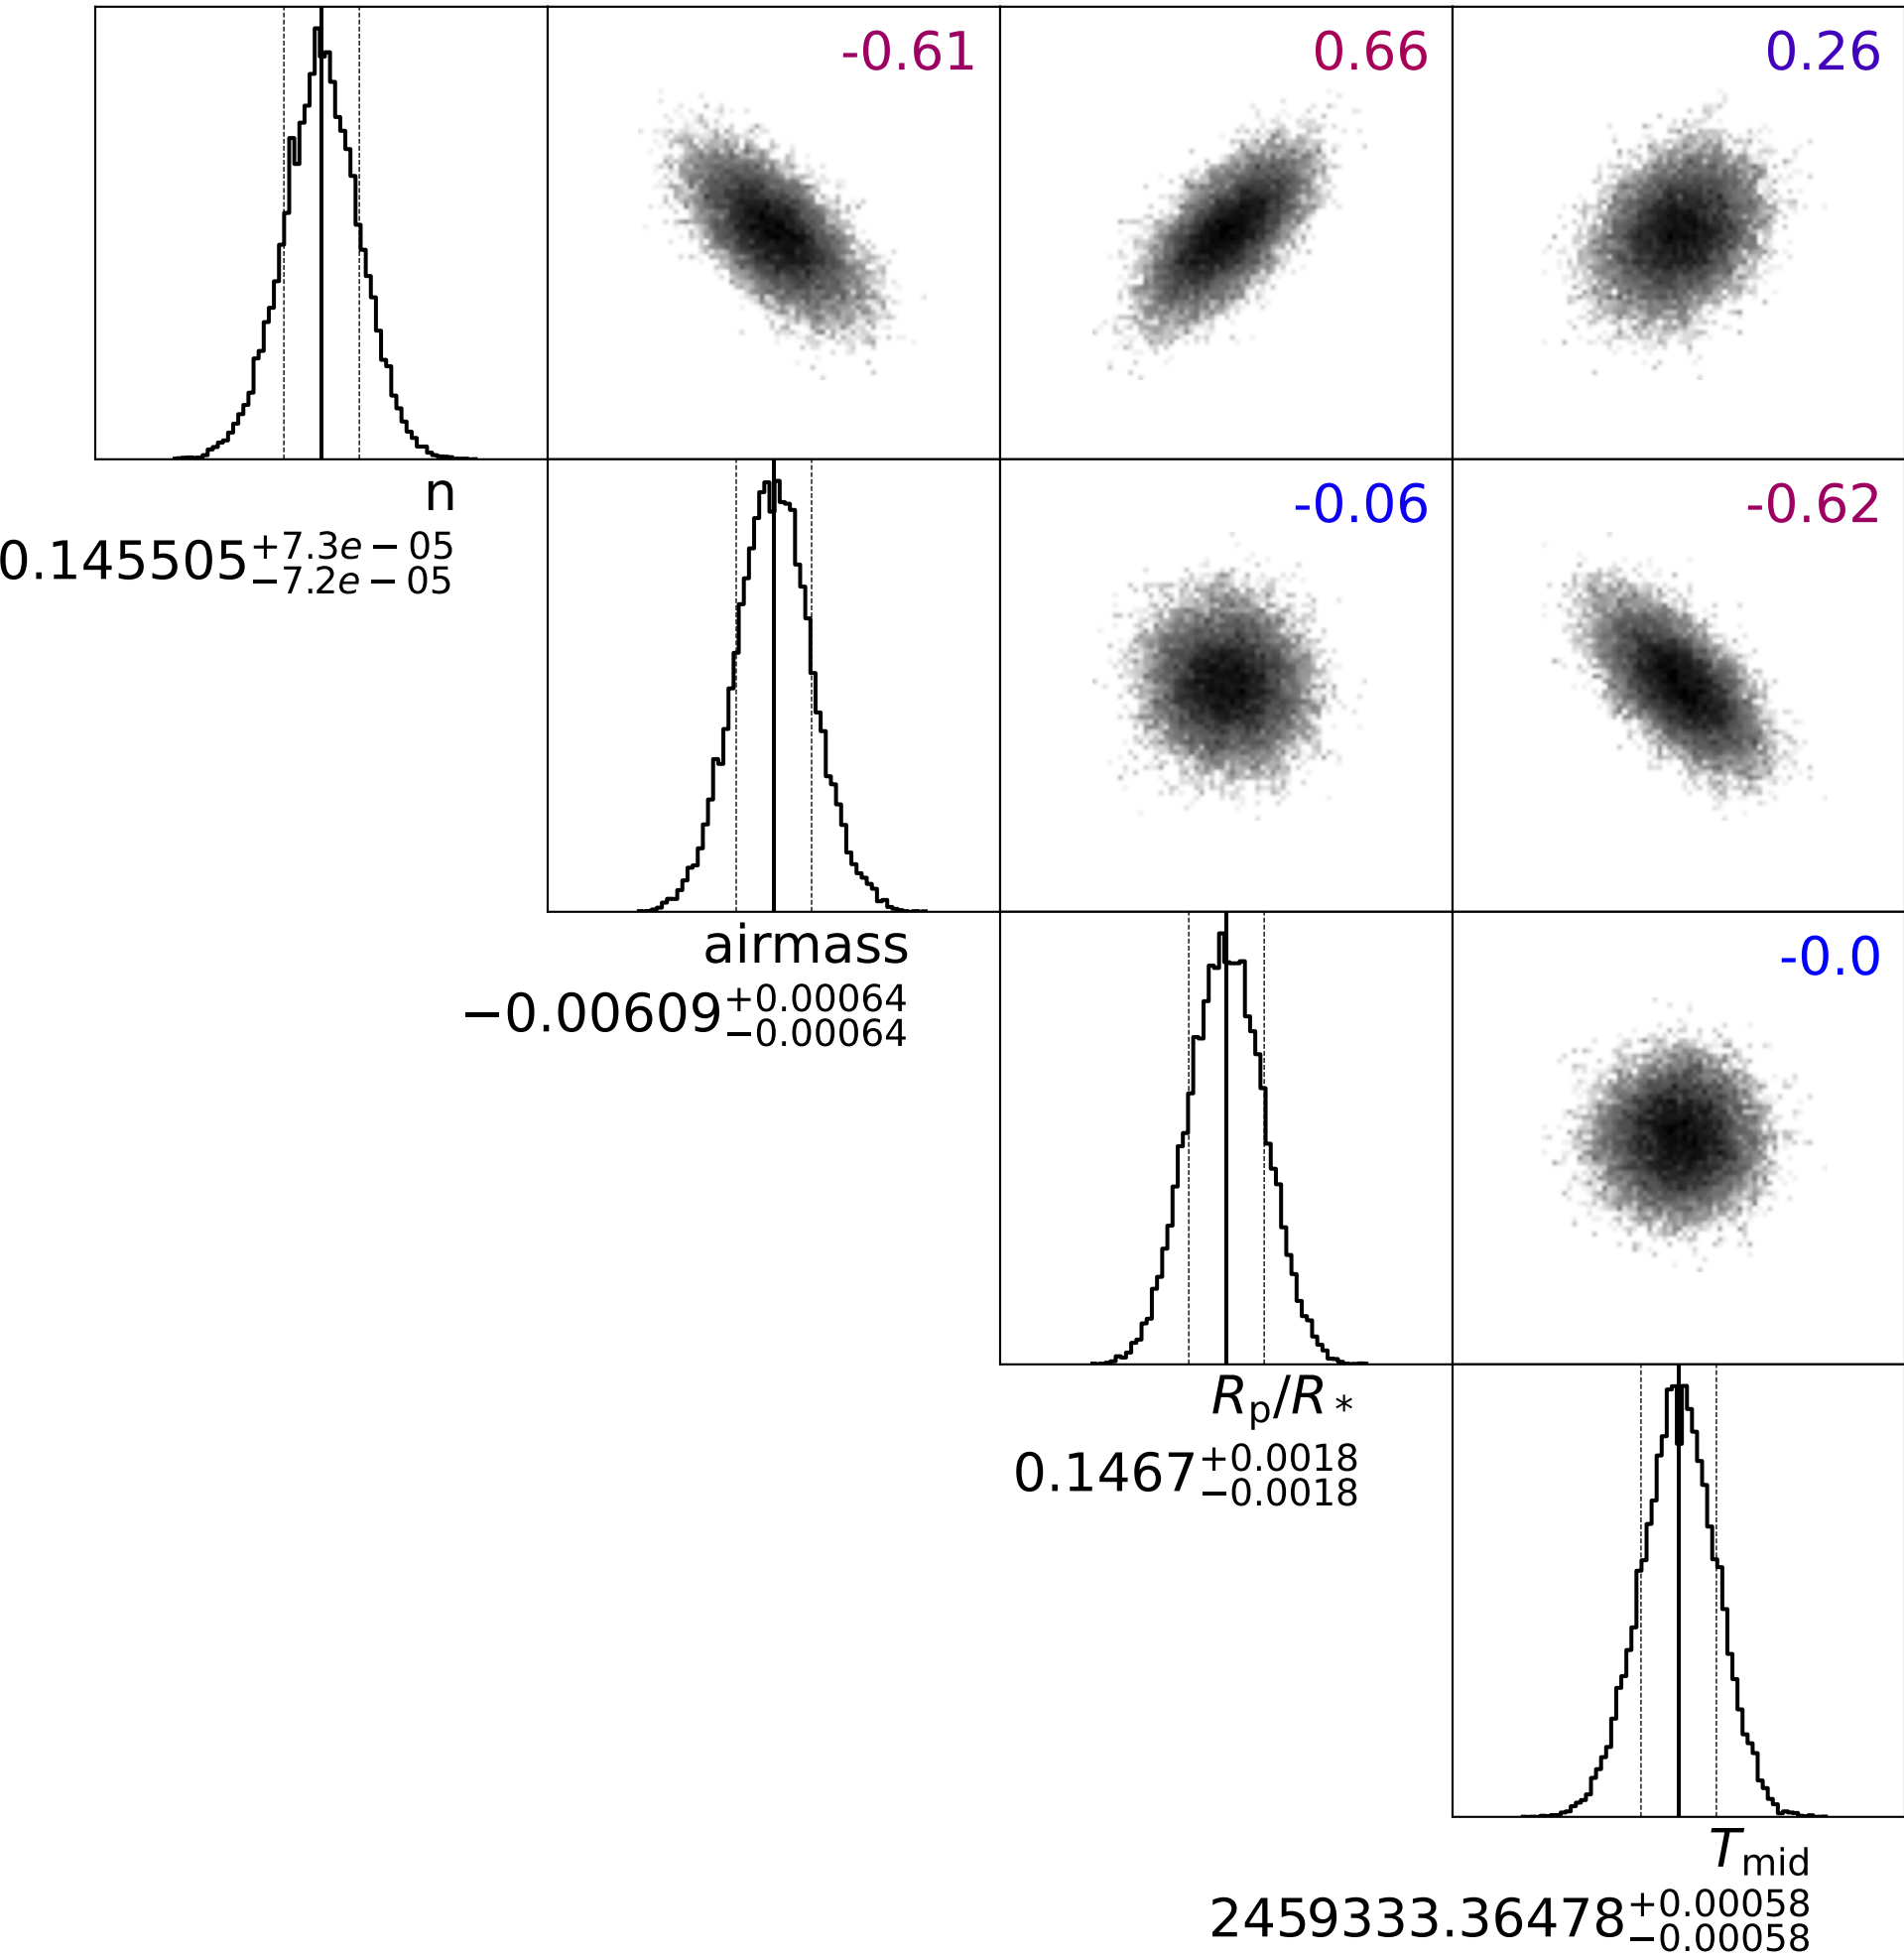 -0.61
0.66
0.26
n
0.145505 +7.3e − 05 −7.2e − 05
-0.06
-0.62
airmass
−0.00609 +0.00064 −0.00064
-0.0
Rp/R*
0.1467 +0.0018 −0.0018
Tmid
2459333.36478 +0.00058 −0.00058